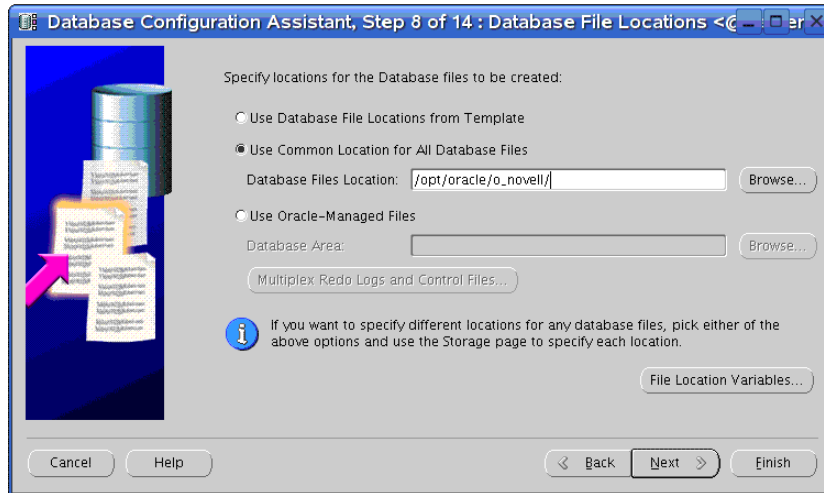 Database Configuration Assistant, Step 8 of 14 : Database File Locations <@
Specify locations for the Database files to be created:
Use Database File Locations from Template
Use Common Location for All Database Files
Database Files Location: /opt/oracle/o_novell/ Browse...
Use Oracle-Managed Files
Database Area: Browse...
Multiplex Redo Logs and Control Files...
If you want to specify different locations for any database files, pick either of the
above options and use the Storage page to specify each location.
File Location Variables...
Cancel Help Back Next Finish